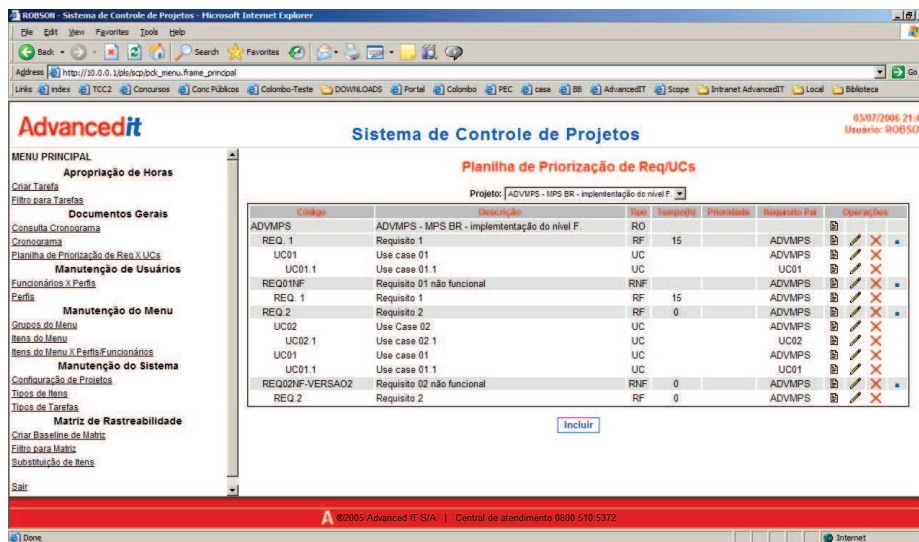 ROBSON - Sistema de Controle de Projetos - Microsoft Internet Explorer
File Edit View Favorites Tools Help
Back Search Favorites
Address http://10.0.0.1/pls/scp/pck_menu.frame_principal Go
Links index TCC2 Concursos Conc Públicos Colombo-Teste DOWNLOADS Portal Colombo PEC casa BB AdvancedIT Scope Intranet AdvancedIT Local Biblioteca
Advancedit
Sistema de Controle de Projetos
03/07/2006 21:4
Usuário: ROBSO
MENU PRINCIPAL
Apropriação de Horas
Criar Tarefa
Filtro para Tarefas
Documentos Gerais
Consulta Cronograma
Cronograma
Planilha de Priorização de Req X UCs
Manutenção de Usuários
Funcionários X Perfis
Perfis
Manutenção do Menu
Grupos do Menu
Itens do Menu
Itens do Menu X Perfis/Funcionários
Manutenção do Sistema
Configuração de Projetos
Tipos de Itens
Tipos de Tarefas
Matriz de Rastreabilidade
Criar Baseline de Matriz
Filtro para Matriz
Substituição de Itens
Sair
Planilha de Priorização de Req/UCs
Projeto: ADVMPS - MPS BR - implemtentação do nível F.
Código Descrição Tipo Tempo(h) Prioridade Requisito Pai Operações
ADVMPS ADVMPS - MPS BR - implemtentação do nível F. RO
REQ. 1 Requisito 1 RF 15 ADVMPS
UC01 Use case 01 UC ADVMPS
UC01.1 Use case 01.1 UC UC01
REQ01NF Requisito 01 não funcional RNF ADVMPS
REQ. 1 Requisito 1 RF 15 ADVMPS
REQ.2 Requisito 2 RF 0 ADVMPS
UC02 Use Case 02 UC ADVMPS
UC02.1 Use case 02.1 UC UC02
UC01 Use case 01 UC ADVMPS
UC01.1 Use case 01.1 UC UC01
REQ02NF-VERSAO2 Requisito 02 não funcional RNF 0 ADVMPS
REQ.2 Requisito 2 RF 0 ADVMPS
Incluir
A ©2005 Advanced IT S/A | Central de atendimento 0800 510 5372
Done Internet